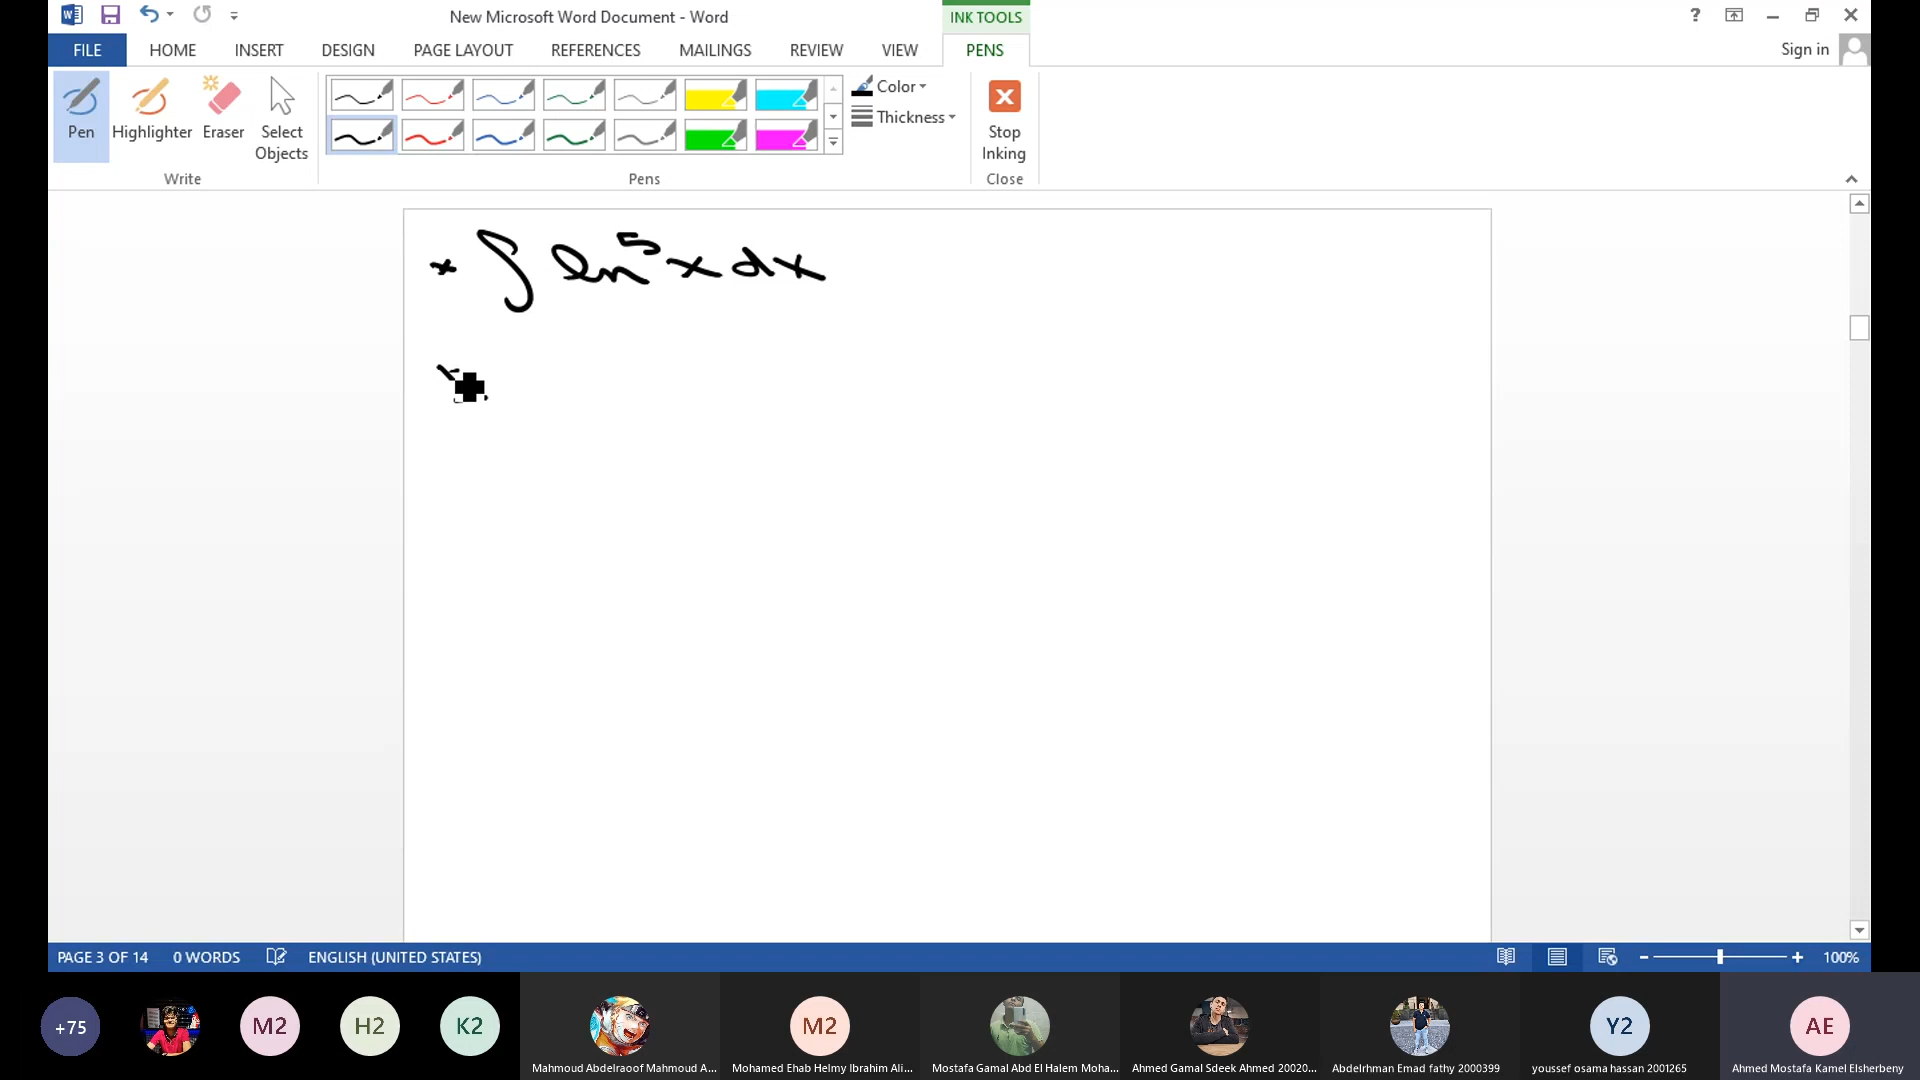 New Microsoft Word Document - Word
INK TOOLS
FILE HOME INSERT DESIGN PAGE LAYOUT REFERENCES MAILINGS REVIEW VIEW PENS
Sign in
Pen Highlighter Eraser Select Objects
Color
Thickness
Stop Inking
Write Pens Close
* ∫ ln⁵ x dx
PAGE 3 OF 14 0 WORDS ENGLISH (UNITED STATES) 100%
+75 M2 H2 K2 M2 Y2 AE
Mahmoud Abdelraoof Mahmoud A... Mohamed Ehab Helmy Ibrahim Ali... Mostafa Gamal Abd El Halem Moha... Ahmed Gamal Sdeek Ahmed 20020... Abdelrhman Emad fathy 2000399 youssef osama hassan 2001265 Ahmed Mostafa Kamel Elsherbeny